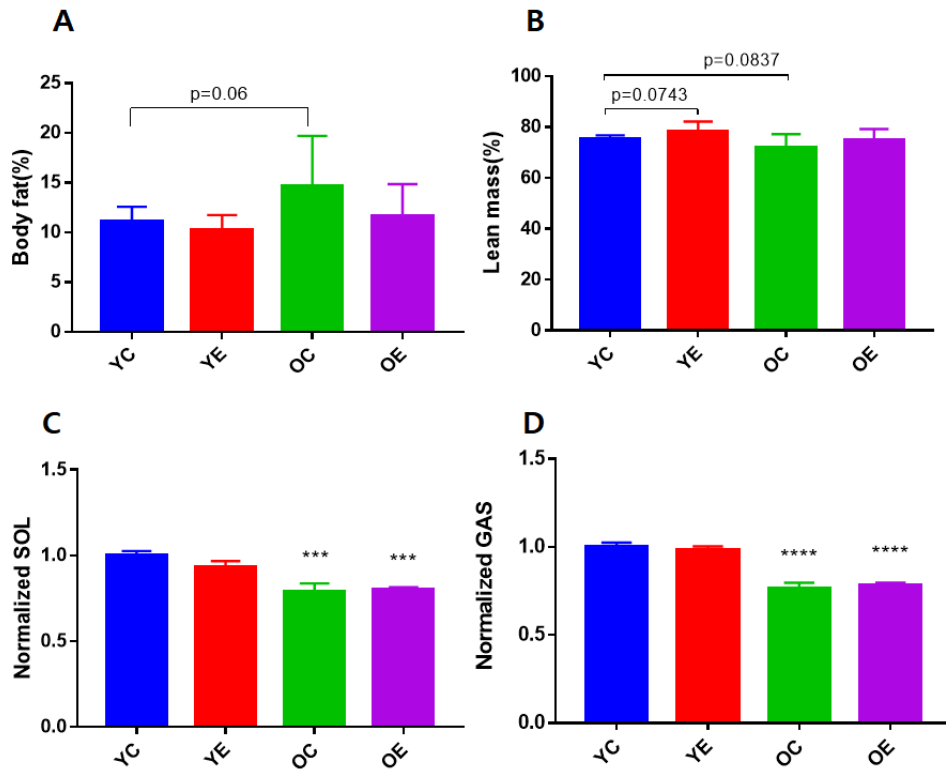 A
Body fat(%)
25
20
15
10
5
0
p=0.06
YC
YE
OC
OE
B
Lean mass(%)
100
80
60
40
20
0
p=0.0837
p=0.0743
YC
YE
OC
OE
C
Normalized SOL
1.5
1.0
0.5
0.0
***
***
YC
YE
OC
OE
D
Normalized GAS
1.5
1.0
0.5
0.0
****
****
YC
YE
OC
OE